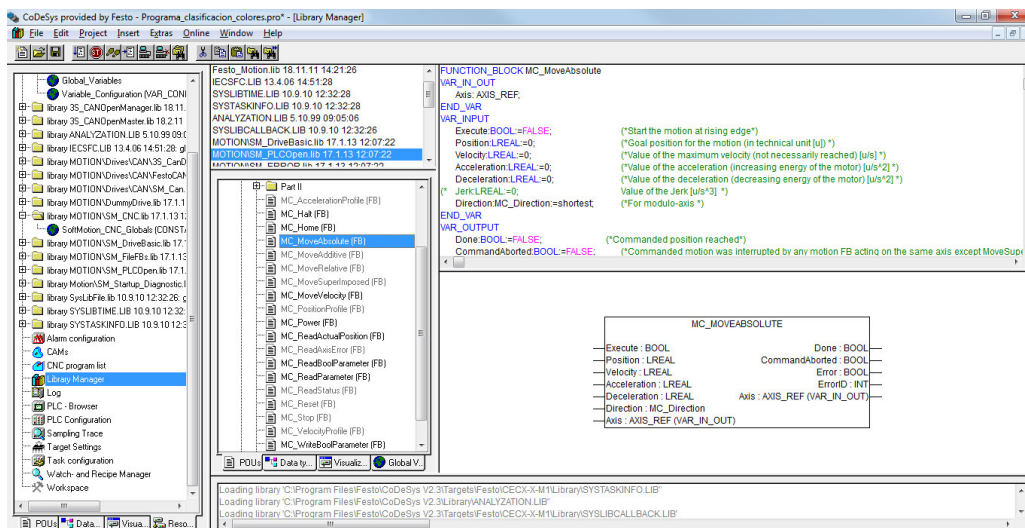 CoDeSys provided by Festo - Programa_clasificacion_colores.pro* - [Library Manager]
File Edit Project Insert Extras Online Window Help
Global_Variables
Variable_Configuration (VAR_CONI
library 3S_CANOpenManager.lib 18.11.
library 3S_CANOpenMaster.lib 18.2.11
library ANALYZATION.LIB 5.10.99 09:0
library IECSFC.LIB 13.4.06 14:51:28: gl
library MOTION\Drives\CAN\3S_CanD
library MOTION\Drives\CAN\FestoCAN
library MOTION\Drives\CAN\SM_Can.
library MOTION\DummyDrive.lib 17.1.1
library MOTION\SM_CNC.lib 17.1.13 1
SoftMotion_CNC_Globals (CONST
library MOTION\SM_DriveBasic.lib 17.
library MOTION\SM_FileFBs.lib 17.1.13
library MOTION\SM_PLCOpen.lib 17.1.
library Motion\SM_Startup_Diagnostic.l
library SysLibFile.lib 10.9.10 12:32:26: g
library SYSLIBTIME.LIB 10.9.10 12:32.
library SYSTASKINFO.LIB 10.9.10 12:3
Alarm configuration
CAMs
CNC program list
Library Manager
Log
PLC - Browser
PLC Configuration
Sampling Trace
Target Settings
Task configuration
Watch- and Recipe Manager
Workspace
POUs Data... Visua... Reso...
Festo_Motion.lib 18.11.11 14:21:26
IECSFC.LIB 13.4.06 14:51:28
SYSLIBTIME.LIB 10.9.10 12:32:28
SYSTASKINFO.LIB 10.9.10 12:32:28
ANALYZATION.LIB 5.10.99 09:05:06
SYSLIBCALLBACK.LIB 10.9.10 12:32:26
MOTION\SM_DriveBasic.lib 17.1.13 12:07:22
MOTION\SM_PLCOpen.lib 17.1.13 12:07:22
MOTION\SM_ERROR.lib 17.1.13 12:07:22
Part II
MC_AccelerationProfile (FB)
MC_Halt (FB)
MC_Home (FB)
MC_MoveAbsolute (FB)
MC_MoveAdditive (FB)
MC_MoveRelative (FB)
MC_MoveSuperImposed (FB)
MC_MoveVelocity (FB)
MC_PositionProfile (FB)
MC_Power (FB)
MC_ReadActualPosition (FB)
MC_ReadAxisError (FB)
MC_ReadBoolParameter (FB)
MC_ReadParameter (FB)
MC_ReadStatus (FB)
MC_Reset (FB)
MC_Stop (FB)
MC_VelocityProfile (FB)
MC_WriteBoolParameter (FB)
POUs Data ty... Visualiz... Global V...
FUNCTION_BLOCK MC_MoveAbsolute
VAR_IN_OUT
Axis: AXIS_REF;
END_VAR
VAR_INPUT
Execute:BOOL:=FALSE; (*Start the motion at rising edge*)
Position:LREAL:=0; (*Goal position for the motion (in technical unit [u]) *)
Velocity:LREAL:=0; (*Value of the maximum velocity (not necessarily reached) [u/s] *)
Acceleration:LREAL:=0; (*Value of the acceleration (increasing energy of the motor) [u/s^2] *)
Deceleration:LREAL:=0; (*Value of the deceleration (decreasing energy of the motor) [u/s^2] *)
(* Jerk:LREAL:=0; Value of the Jerk [u/s^3] *)
Direction:MC_Direction:=shortest; (*For modulo-axis *)
END_VAR
VAR_OUTPUT
Done:BOOL:=FALSE; (*Commanded position reached*)
CommandAborted:BOOL:=FALSE; (*Commanded motion was interrupted by any motion FB acting on the same axis except MoveSupe
MC_MOVEABSOLUTE
Execute : BOOL Done : BOOL
Position : LREAL CommandAborted : BOOL
Velocity : LREAL Error : BOOL
Acceleration : LREAL ErrorID : INT
Deceleration : LREAL Axis : AXIS_REF (VAR_IN_OUT)
Direction : MC_Direction
Axis : AXIS_REF (VAR_IN_OUT)
Loading library 'C:\Program Files\Festo\CoDeSys V2.3\Targets\Festo\CECX-X-M1\Library\SYSTASKINFO.LIB'
Loading library 'C:\Program Files\Festo\CoDeSys V2.3\Library\ANALYZATION.LIB'
Loading library 'C:\Program Files\Festo\CoDeSys V2.3\Targets\Festo\CECX-X-M1\Library\SYSLIBCALLBACK.LIB'